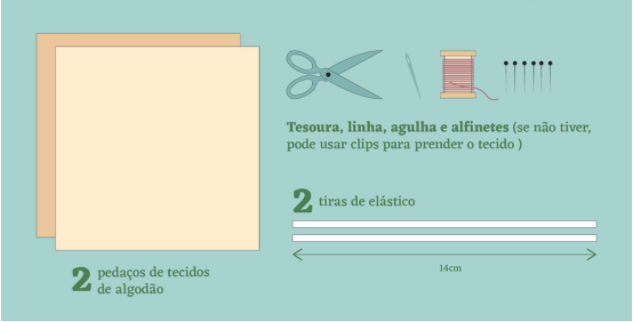 Tesoura, linha, agulha e alfinetes (se não tiver,
pode usar clips para prender o tecido )
2 tiras de elástico
14cm
2 pedaços de tecidos
de algodão